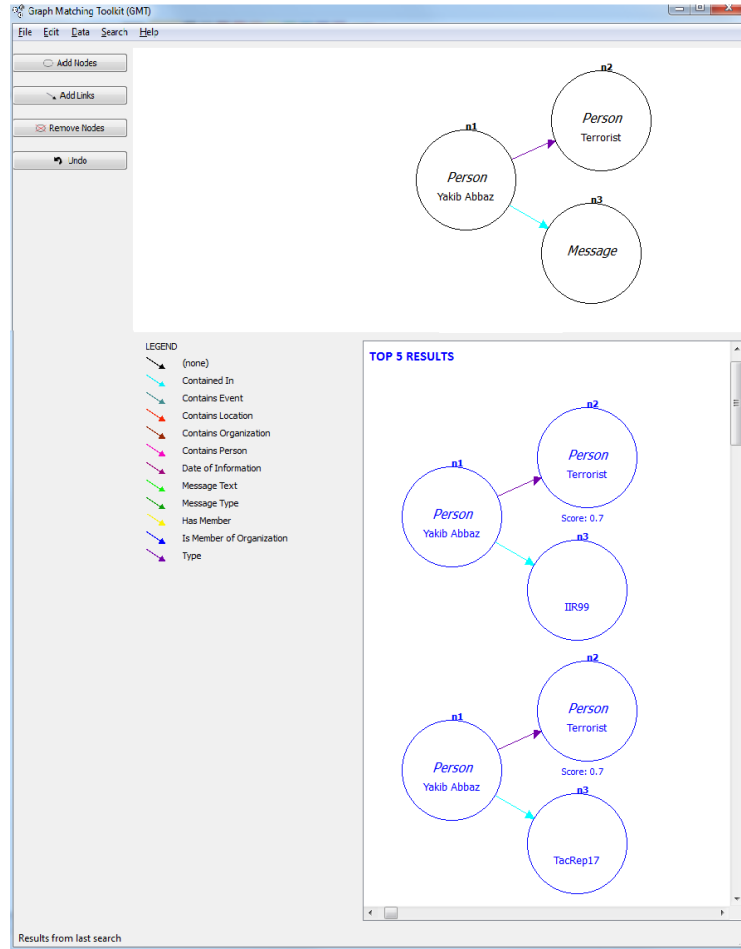 Graph Matching Toolkit (GMT)
File Edit Data Search Help
Add Nodes
Add Links
Remove Nodes
Undo
n2
Person
Terrorist
n1
Person
Yakib Abbaz
n3
Message
LEGEND
(none)
Contained In
Contains Event
Contains Location
Contains Organization
Contains Person
Date of Information
Message Text
Message Type
Has Member
Is Member of Organization
Type
TOP 5 RESULTS
n2
Person
Terrorist
n1
Person
Yakib Abbaz
Score: 0.7
n3
IIR99
n2
Person
Terrorist
n1
Person
Yakib Abbaz
Score: 0.7
n3
TacRep17
Results from last search